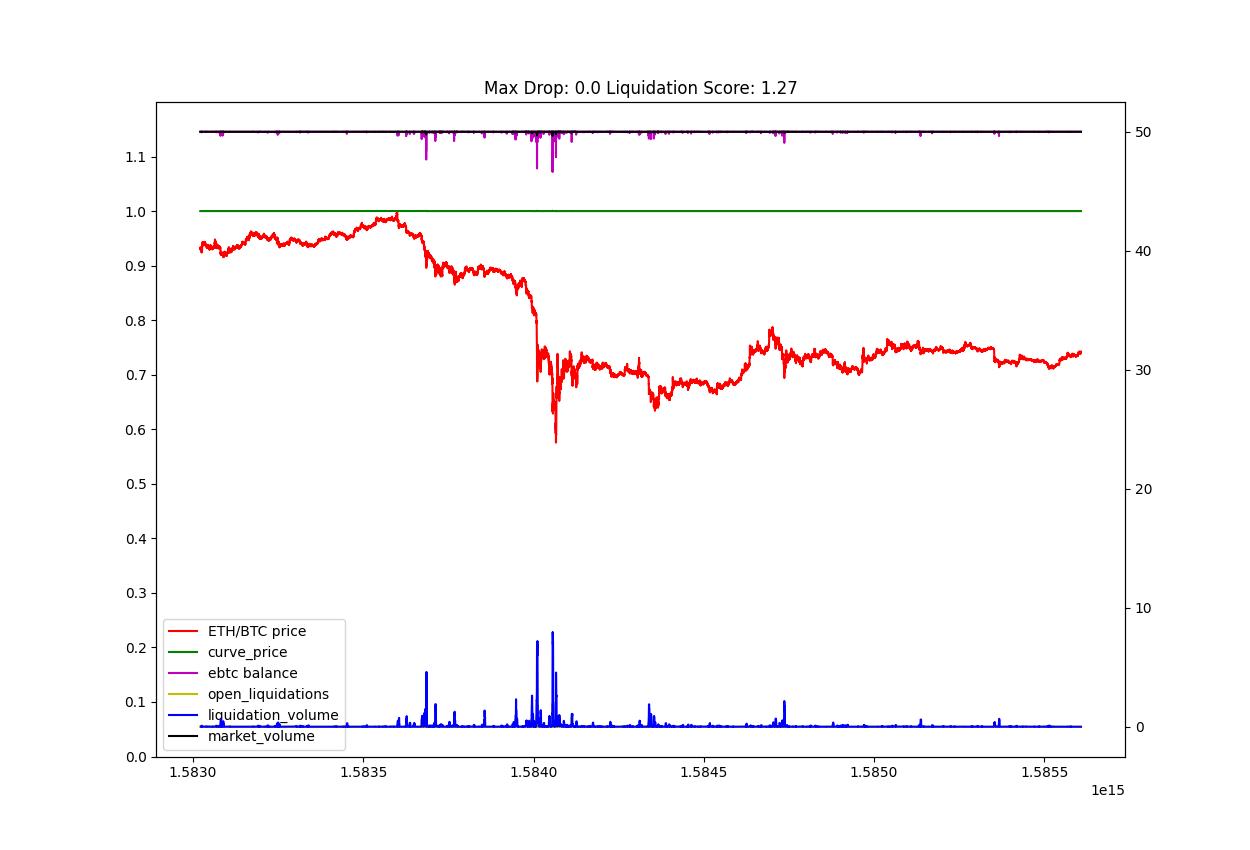 Max Drop: 0.0 Liquidation Score: 1.27
1.1
1.0
0.9
0.8
0.7
0.6
0.5
0.4
0.3
0.2
0.1
0.0
50
40
30
20
10
0
ETH/BTC price
curve_price
ebtc balance
open_liquidations
liquidation_volume
market_volume
1.5830 1.5835 1.5840 1.5845 1.5850 1.5855
1e15